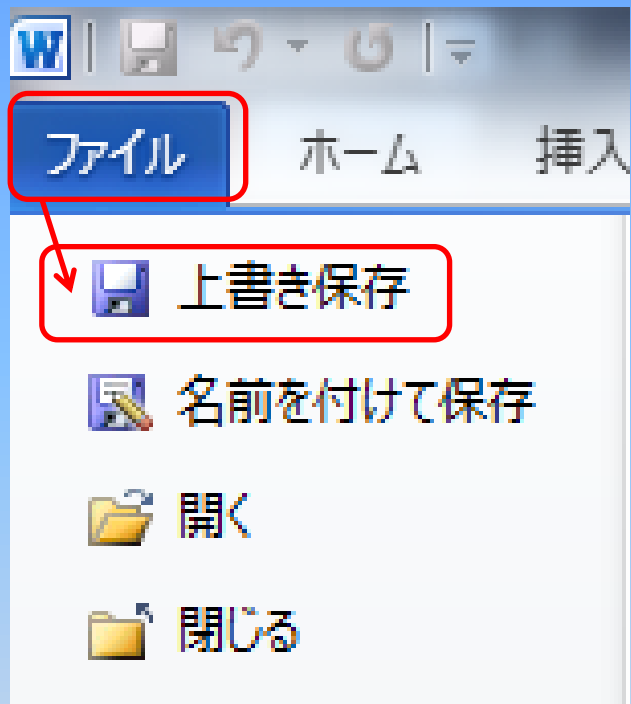 W
ファイル ホーム 挿入
上書き保存
名前を付けて保存
開く
閉じる